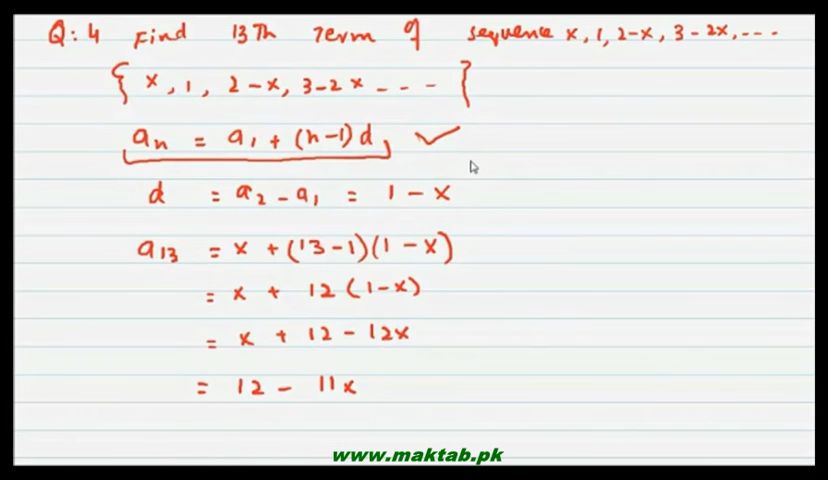 Q: 4 Find 13Th Term of sequence x, 1, 2-x, 3-2x, ---
{ x, 1, 2-x, 3-2x --- }
aₙ = a₁ + (n-1)d, ✓
d = a₂ - a₁ = 1 - x
a₁₃ = x + (13-1)(1-x)
= x + 12 (1-x)
= x + 12 - 12x
= 12 - 11x
www.maktab.pk